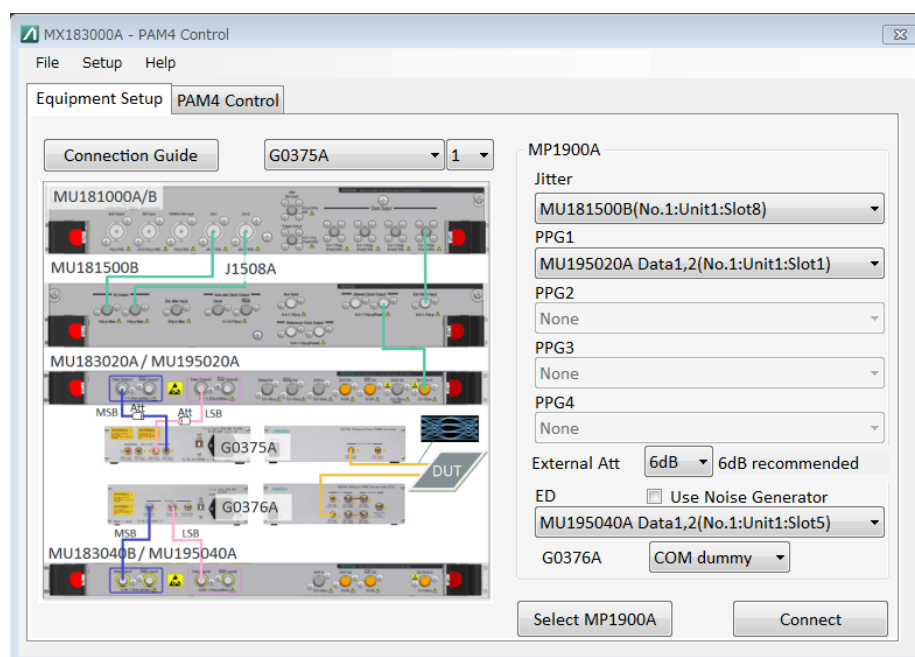 MX183000A - PAM4 Control
File Setup Help
Equipment Setup PAM4 Control
Connection Guide G0375A 1
MU181000A/B
MU181500B J1508A
MU183020A / MU195020A
MSB Att Att LSB
G0375A
DUT
G0376A
MSB LSB
MU183040B / MU195040A
MP1900A
Jitter
MU181500B(No.1:Unit1:Slot8)
PPG1
MU195020A Data1,2(No.1:Unit1:Slot1)
PPG2
None
PPG3
None
PPG4
None
External Att 6dB 6dB recommended
ED Use Noise Generator
MU195040A Data1,2(No.1:Unit1:Slot5)
G0376A COM dummy
Select MP1900A Connect